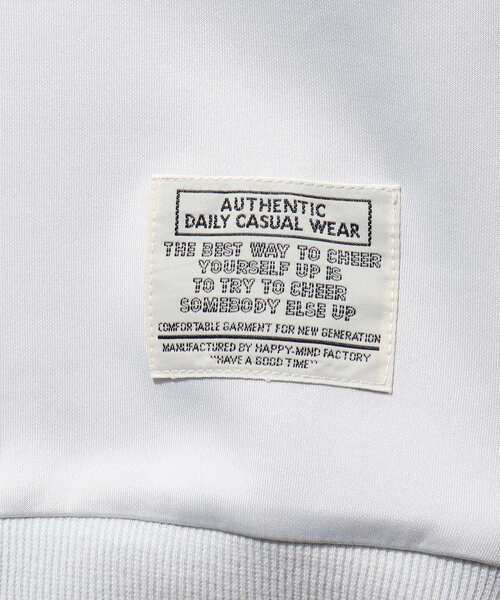 AUTHENTIC
DAILY CASUAL WEAR
THE BEST WAY TO CHEER
YOURSELF UP IS
TO TRY TO CHEER
SOMEBODY ELSE UP
COMFORTABLE GARMENT FOR NEW GENERATION
MANUFACTURED BY HAPPY-MIND FACTORY
"HAVE A GOOD TIME"